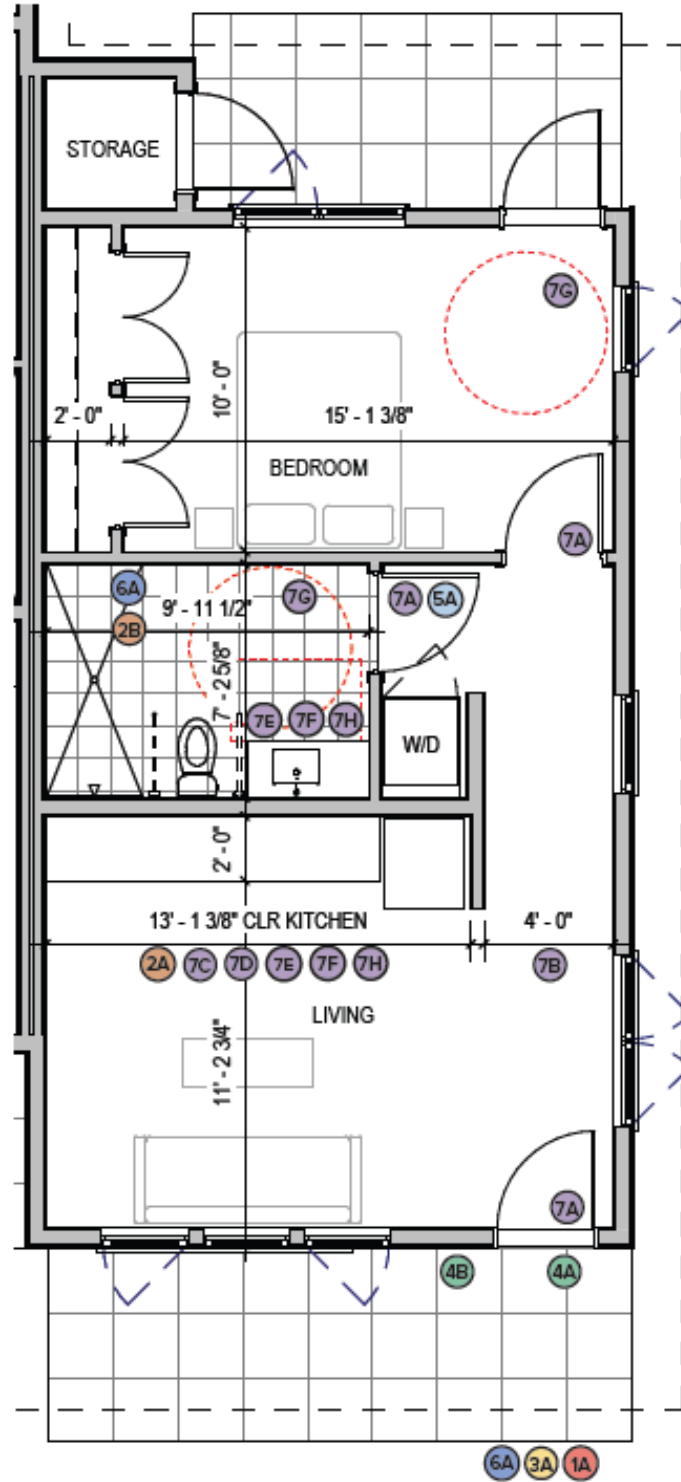 STORAGE
7G
10' - 0"
2' - 0"
15' - 1 3/8"
BEDROOM
7A
6A
9' - 11 1/2"
7G
7A
5A
2B
7' - 2 5/8"
7E
7F
7H
W/D
2' - 0"
13' - 1 3/8" CLR KITCHEN
4' - 0"
2A
7C
7D
7E
7F
7H
7B
LIVING
11' - 2 3/4"
7A
4B
4A
6A
3A
1A